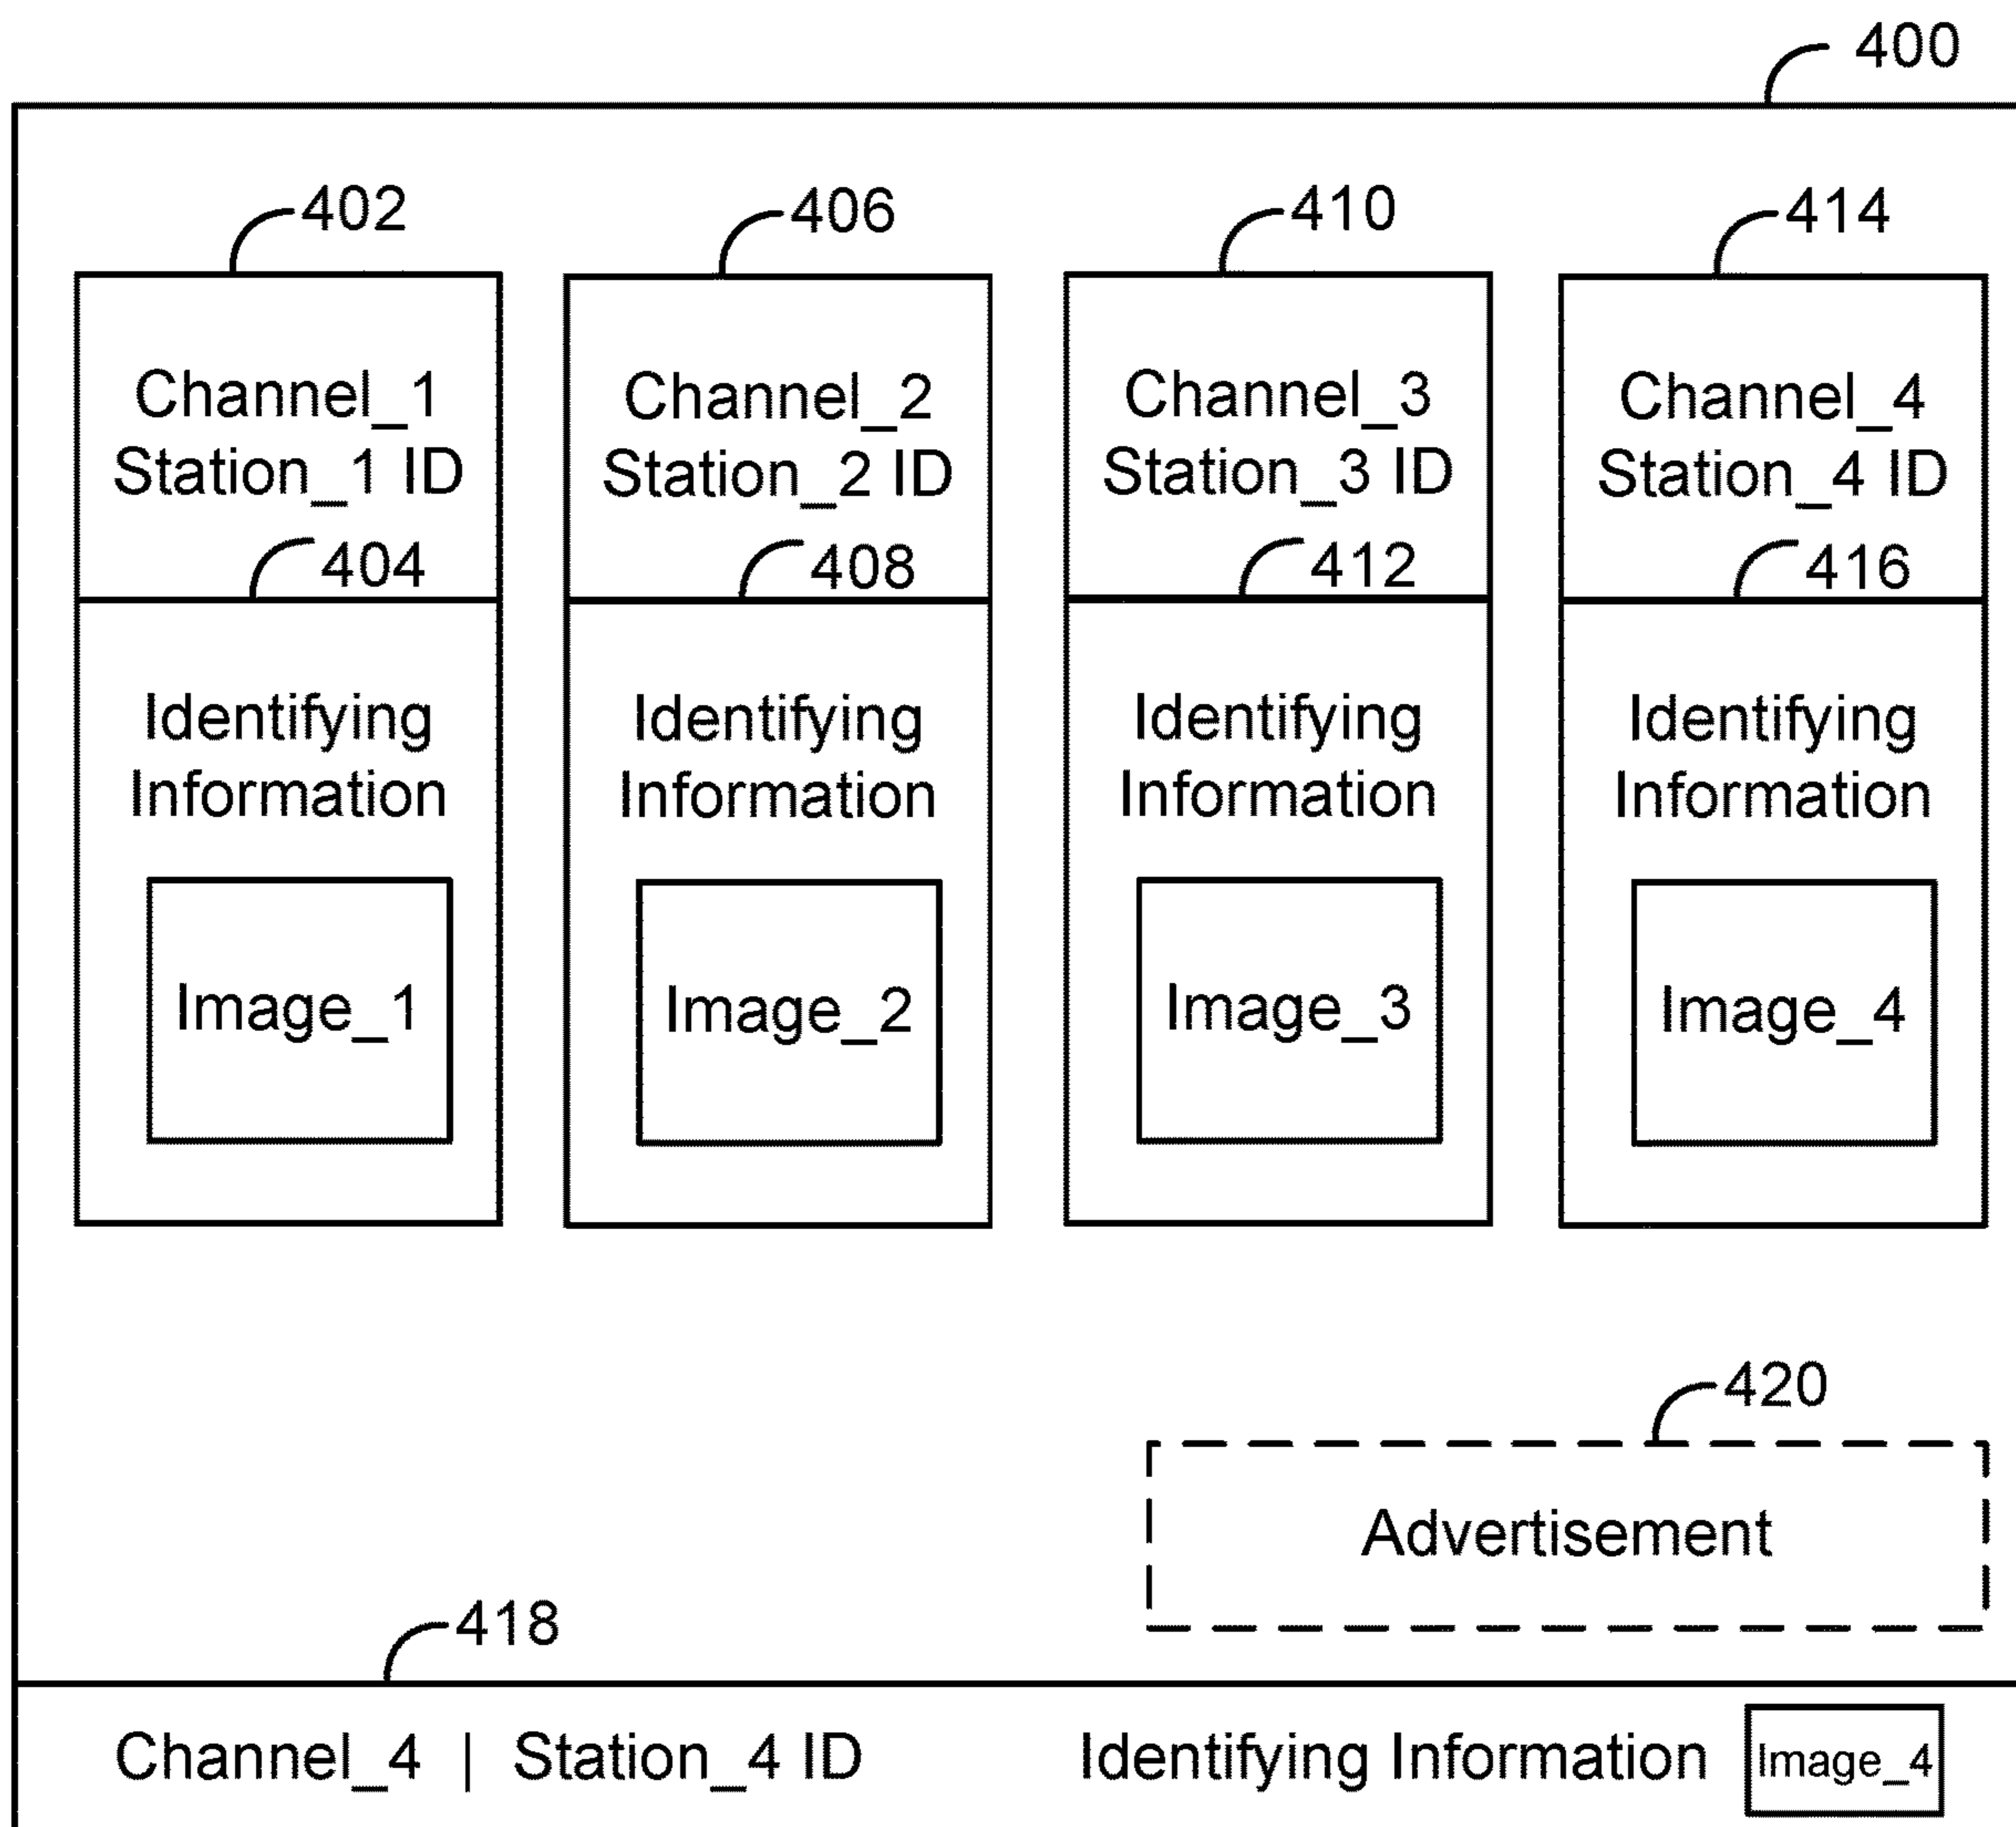 400
402
406
410
414
Channel_1
Station_1 ID
Channel_2
Station_2 ID
Channel_3
Station_3 ID
Channel_4
Station_4 ID
404
408
412
416
Identifying
Information
Image_1
Identifying
Information
Image_2
Identifying
Information
Image_3
Identifying
Information
Image_4
420
Advertisement
418
Channel_4 | Station_4 ID
Identifying Information
Image_4